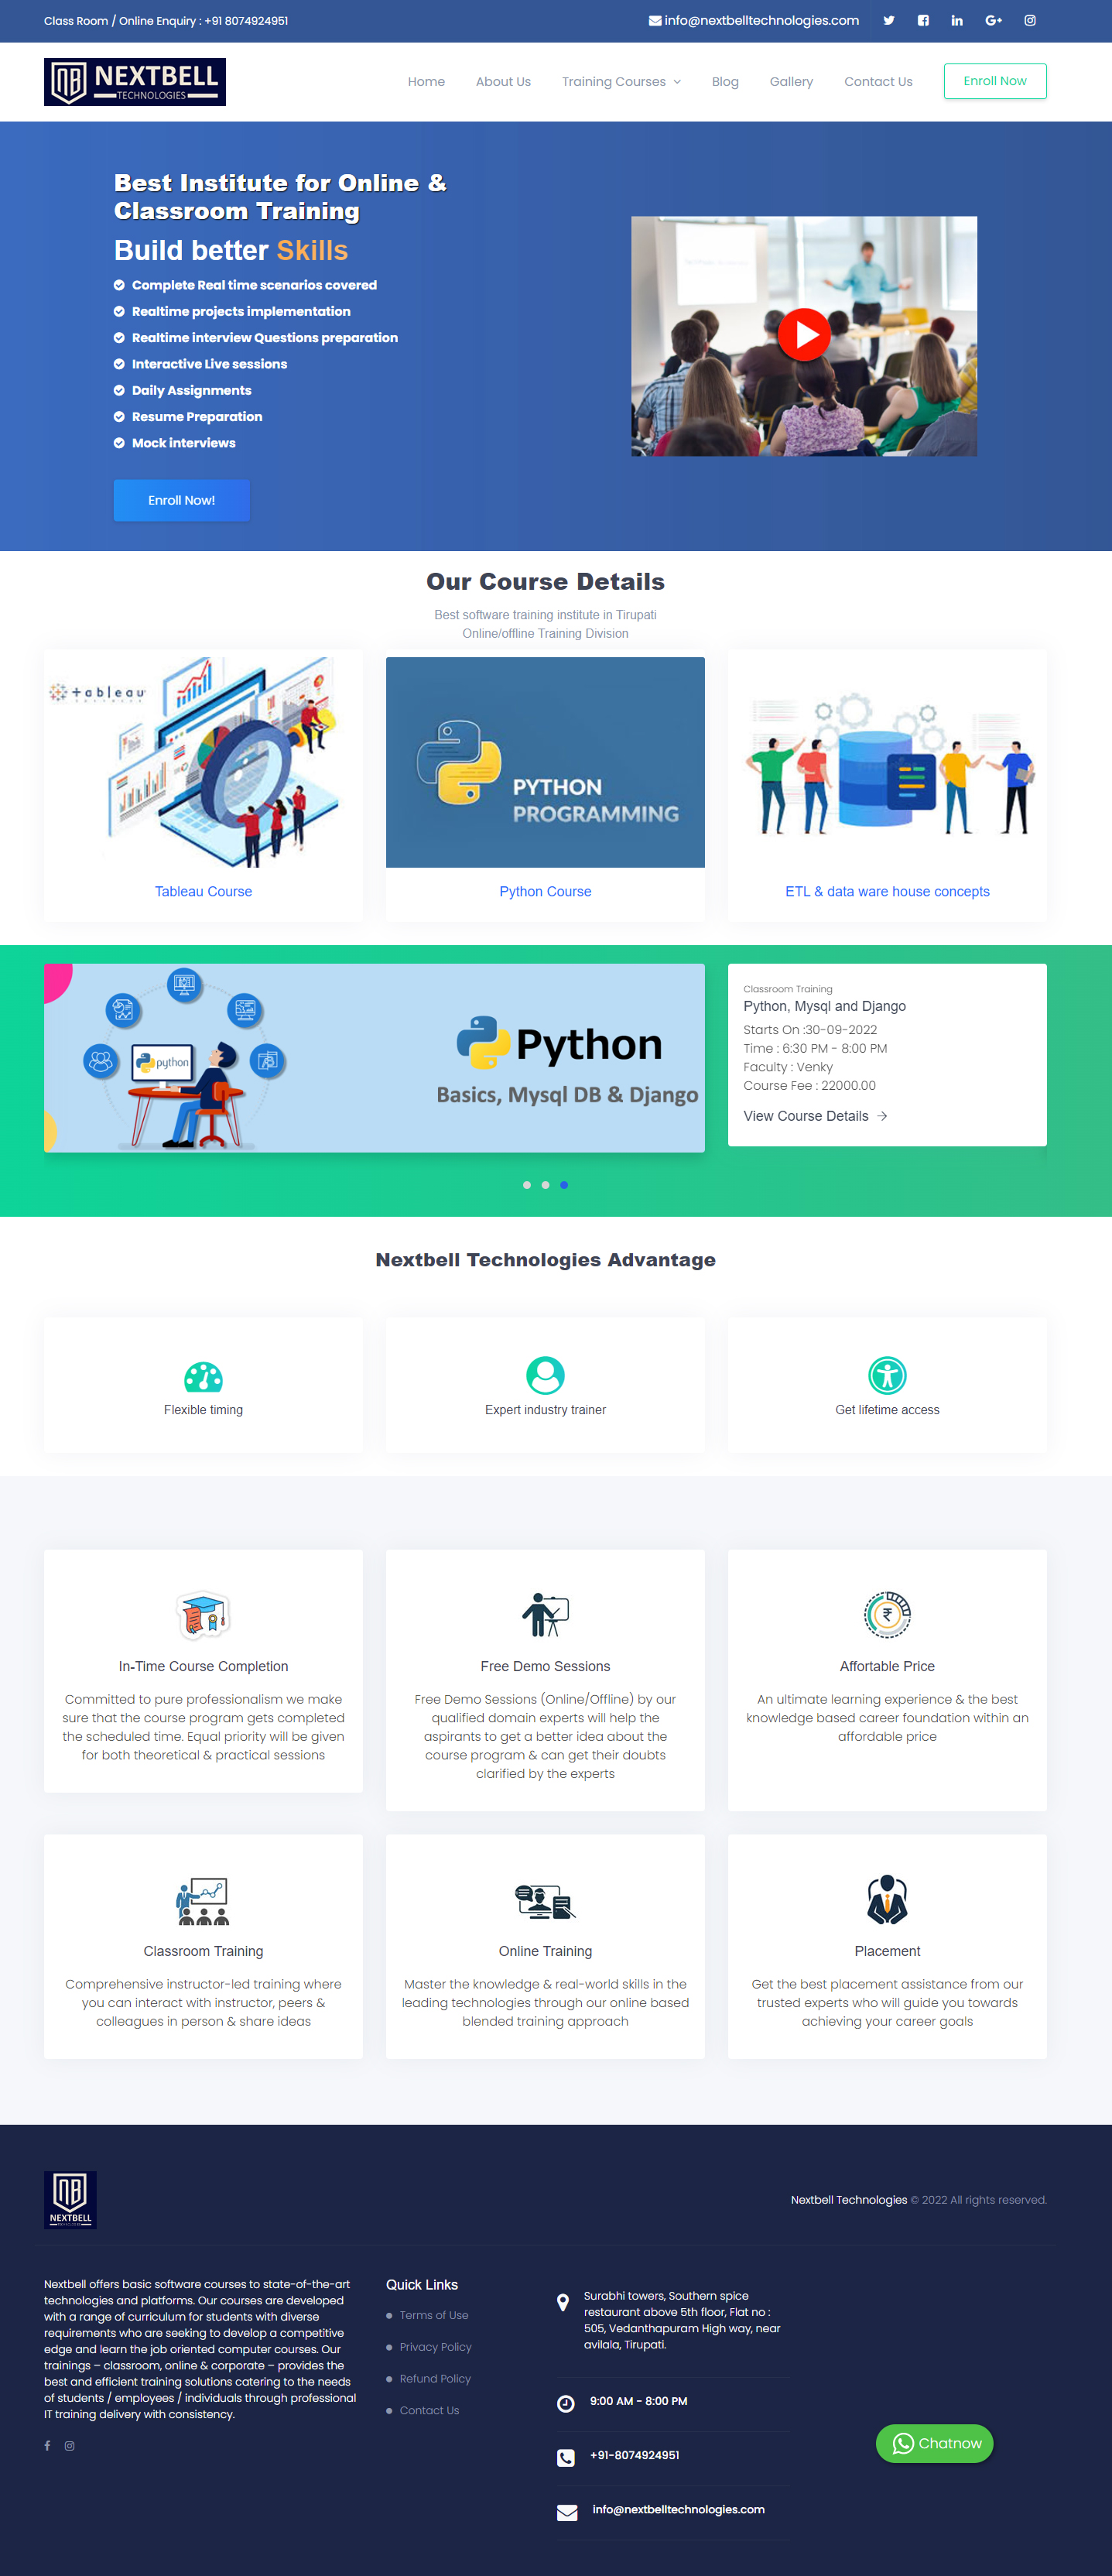 Class Room / Online Enquiry : +91 8074924951
info@nextbelltechnologies.com
NEXTBELL
TECHNOLOGIES
Home
About Us
Training Courses
Blog
Gallery
Contact Us
Enroll Now
Best Institute for Online &
Classroom Training
Build better Skills
Complete Real time scenarios covered
Realtime projects implementation
Realtime interview Questions preparation
Interactive Live sessions
Daily Assignments
Resume Preparation
Mock interviews
Enroll Now!
Our Course Details
Best software training institute in Tirupati
Online/offline Training Division
+ableau
PYTHON
PROGRAMMING
Tableau Course
Python Course
ETL & data ware house concepts
python
Python
Basics, Mysql DB & Django
Classroom Training
Python, Mysql and Django
Starts On :30-09-2022
Time : 6:30 PM - 8:00 PM
Faculty : Venky
Course Fee : 22000.00
View Course Details
Nextbell Technologies Advantage
Flexible timing
Expert industry trainer
Get lifetime access
In-Time Course Completion
Committed to pure professionalism we make
sure that the course program gets completed
the scheduled time. Equal priority will be given
for both theoretical & practical sessions
Free Demo Sessions
Free Demo Sessions (Online/Offline) by our
qualified domain experts will help the
aspirants to get a better idea about the
course program & can get their doubts
clarified by the experts
Affortable Price
An ultimate learning experience & the best
knowledge based career foundation within an
affordable price
Classroom Training
Comprehensive instructor-led training where
you can interact with instructor, peers &
colleagues in person & share ideas
Online Training
Master the knowledge & real-world skills in the
leading technologies through our online based
blended training approach
Placement
Get the best placement assistance from our
trusted experts who will guide you towards
achieving your career goals
NEXTBELL
Nextbell Technologies © 2022 All rights reserved.
Nextbell offers basic software courses to state-of-the-art
technologies and platforms. Our courses are developed
with a range of curriculum for students with diverse
requirements who are seeking to develop a competitive
edge and learn the job oriented computer courses. Our
trainings – classroom, online & corporate – provides the
best and efficient training solutions catering to the needs
of students / employees / individuals through professional
IT training delivery with consistency.
Quick Links
Terms of Use
Privacy Policy
Refund Policy
Contact Us
Surabhi towers, Southern spice
restaurant above 5th floor, Flat no :
505, Vedanthapuram High way, near
avilala, Tirupati.
9:00 AM - 8:00 PM
+91-8074924951
info@nextbelltechnologies.com
Chatnow